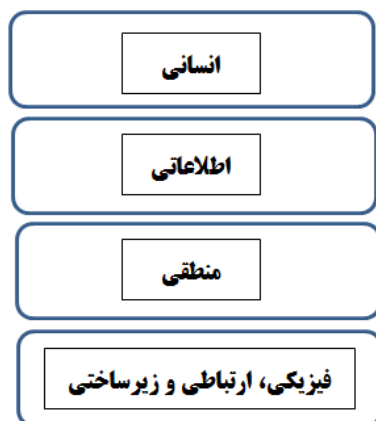 انسانی
اطلاعاتی
منطقی
فیزیکی، ارتباطی و زیرساختی